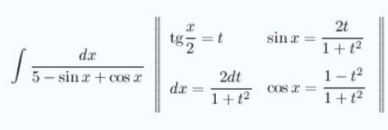 ∫ dx / (5 − sin x + cos x)
tg x/2 = t sin x = 2t / (1 + t²)
dx = 2dt / (1 + t²) cos x = (1 − t²) / (1 + t²)